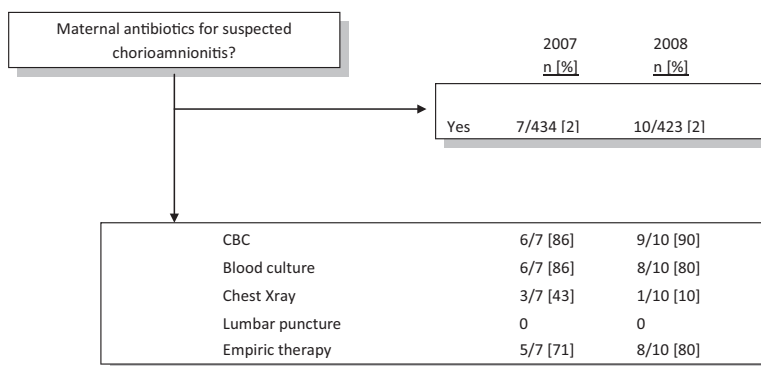 Maternal antibiotics for suspected
chorioamnionitis?
2007 2008
n [%] n [%]
Yes 7/434 [2] 10/423 [2]
CBC 6/7 [86] 9/10 [90]
Blood culture 6/7 [86] 8/10 [80]
Chest Xray 3/7 [43] 1/10 [10]
Lumbar puncture 0 0
Empiric therapy 5/7 [71] 8/10 [80]